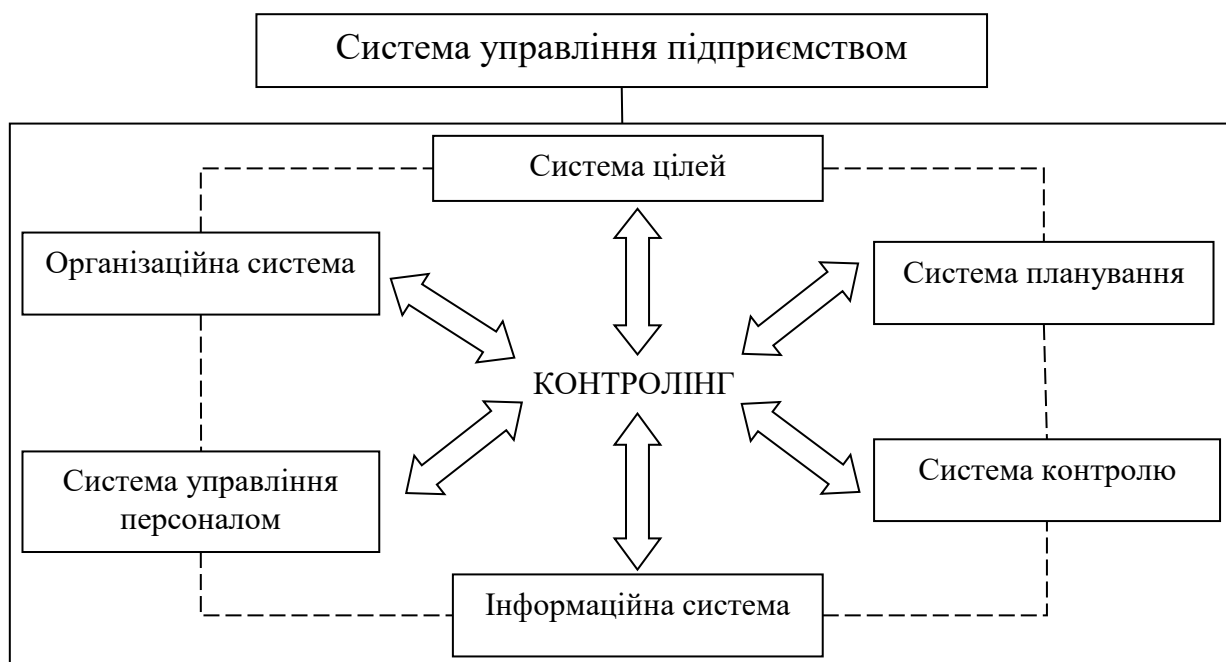 Система управління підприємством
Система цілей
Організаційна система
Система планування
КОНТРОЛІНГ
Система управління
персоналом
Система контролю
Інформаційна система